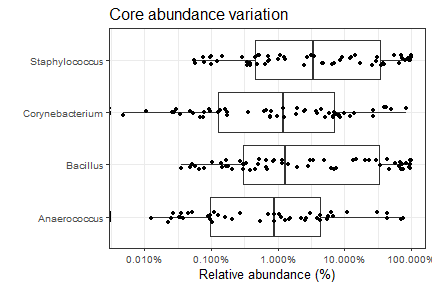 Core abundance variation
Staphylococcus
Corynebacterium
Bacillus
Anaerococcus
0.010% 0.100% 1.000% 10.000% 100.000%
Relative abundance (%)